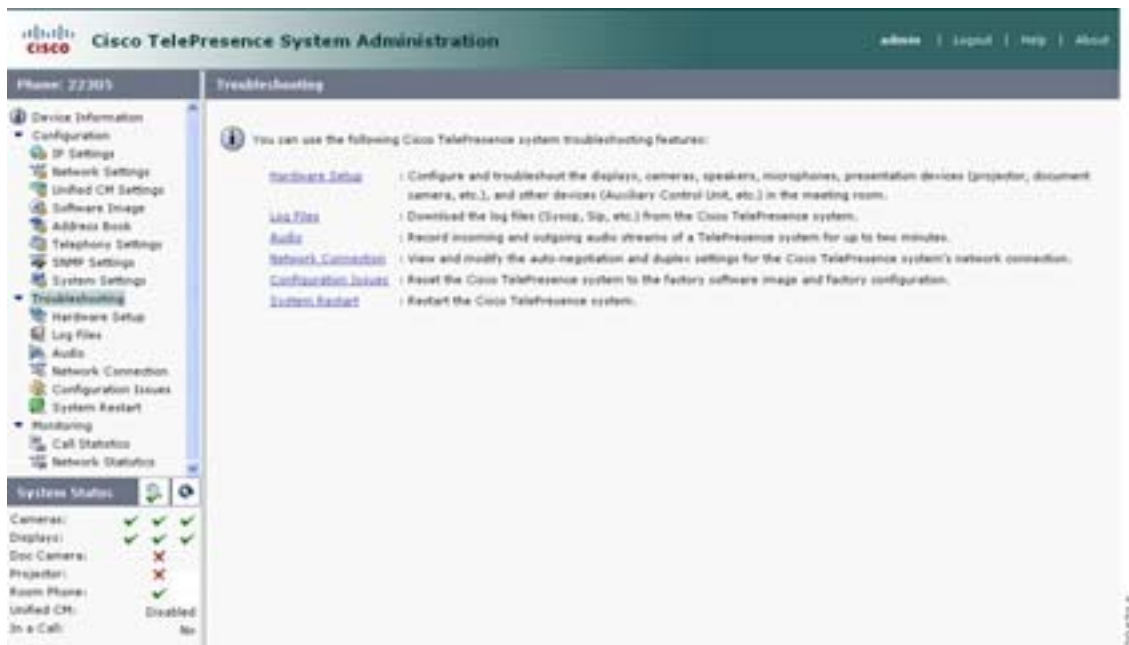 CISCO
Cisco TelePresence System Administration
admin | Logout | Help | About
Phone: 22305
Troubleshooting
Device Information
Configuration
IP Settings
Network Settings
Unified CM Settings
Software Image
Address Book
Telephony Settings
SNMP Settings
System Settings
Troubleshooting
Hardware Setup
Log Files
Audio
Network Connection
Configuration Issues
System Restart
Monitoring
Call Statistics
Network Statistics
System Status
Cameras:
Displays:
Doc Camera:
Projector:
Room Phone:
Unified CM: Disabled
In a Call: No
You can use the following Cisco TelePresence system troubleshooting features:
Hardware Setup : Configure and troubleshoot the displays, cameras, speakers, microphones, presentation devices (projector, document
camera, etc.), and other devices (Auxiliary Control Unit, etc.) in the meeting room.
Log Files : Download the log files (Sysop, Sip, etc.) from the Cisco TelePresence system.
Audio : Record incoming and outgoing audio streams of a TelePresence system for up to two minutes.
Network Connection : View and modify the auto-negotiation and duplex settings for the Cisco TelePresence system's network connection.
Configuration Issues : Reset the Cisco TelePresence system to the factory software image and factory configuration.
System Restart : Restart the Cisco TelePresence system.